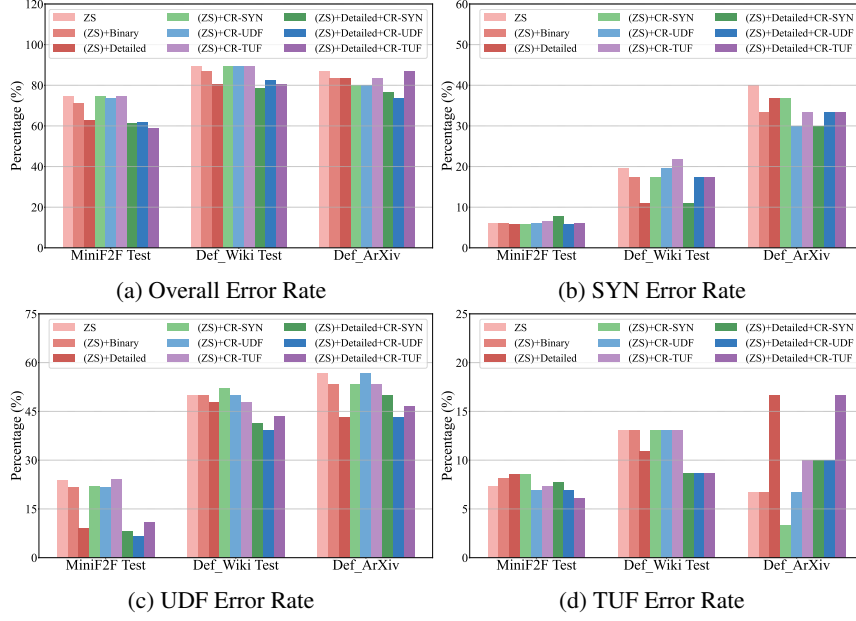 120
100
80
60
40
20
0
Percentage (%)
ZS
(ZS)+Binary
(ZS)+Detailed
(ZS)+CR-SYN
(ZS)+CR-UDF
(ZS)+CR-TUF
(ZS)+Detailed+CR-SYN
(ZS)+Detailed+CR-UDF
(ZS)+Detailed+CR-TUF
MiniF2F Test Def_Wiki Test Def_ArXiv
(a) Overall Error Rate
60
50
40
30
20
10
0
Percentage (%)
ZS
(ZS)+Binary
(ZS)+Detailed
(ZS)+CR-SYN
(ZS)+CR-UDF
(ZS)+CR-TUF
(ZS)+Detailed+CR-SYN
(ZS)+Detailed+CR-UDF
(ZS)+Detailed+CR-TUF
MiniF2F Test Def_Wiki Test Def_ArXiv
(b) SYN Error Rate
75
60
45
30
15
0
Percentage (%)
ZS
(ZS)+Binary
(ZS)+Detailed
(ZS)+CR-SYN
(ZS)+CR-UDF
(ZS)+CR-TUF
(ZS)+Detailed+CR-SYN
(ZS)+Detailed+CR-UDF
(ZS)+Detailed+CR-TUF
MiniF2F Test Def_Wiki Test Def_ArXiv
(c) UDF Error Rate
25
20
15
10
5
0
Percentage (%)
ZS
(ZS)+Binary
(ZS)+Detailed
(ZS)+CR-SYN
(ZS)+CR-UDF
(ZS)+CR-TUF
(ZS)+Detailed+CR-SYN
(ZS)+Detailed+CR-UDF
(ZS)+Detailed+CR-TUF
MiniF2F Test Def_Wiki Test Def_ArXiv
(d) TUF Error Rate